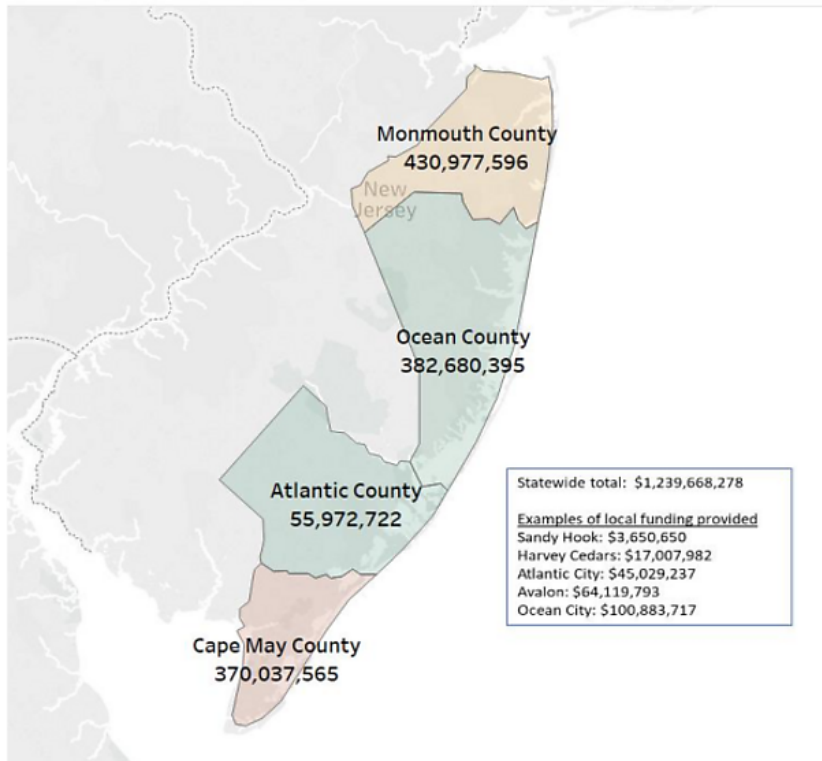 Monmouth County
430,977,596
New
Jersey
Ocean County
382,680,395
Atlantic County
55,972,722
Cape May County
370,037,565
Statewide total: $1,239,668,278
Examples of local funding provided
Sandy Hook: $3,650,650
Harvey Cedars: $17,007,982
Atlantic City: $45,029,237
Avalon: $64,119,793
Ocean City: $100,883,717